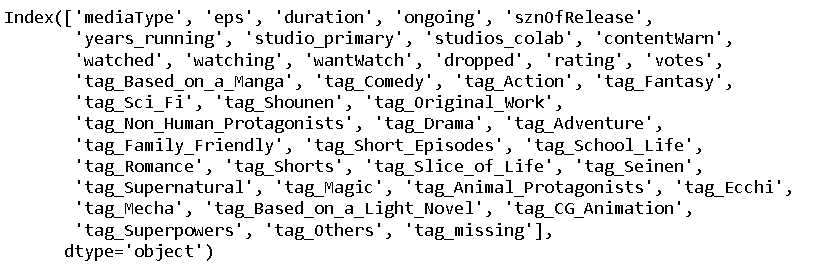 Index(['mediaType', 'eps', 'duration', 'ongoing', 'sznOfRelease',
'years_running', 'studio_primary', 'studios_colab', 'contentWarn',
'watched', 'watching', 'wantWatch', 'dropped', 'rating', 'votes',
'tag_Based_on_a_Manga', 'tag_Comedy', 'tag_Action', 'tag_Fantasy',
'tag_Sci_Fi', 'tag_Shounen', 'tag_Original_Work',
'tag_Non_Human_Protagonists', 'tag_Drama', 'tag_Adventure',
'tag_Family_Friendly', 'tag_Short_Episodes', 'tag_School_Life',
'tag_Romance', 'tag_Shorts', 'tag_Slice_of_Life', 'tag_Seinen',
'tag_Supernatural', 'tag_Magic', 'tag_Animal_Protagonists', 'tag_Ecchi',
'tag_Mecha', 'tag_Based_on_a_Light_Novel', 'tag_CG_Animation',
'tag_Superpowers', 'tag_Others', 'tag_missing'],
dtype='object')